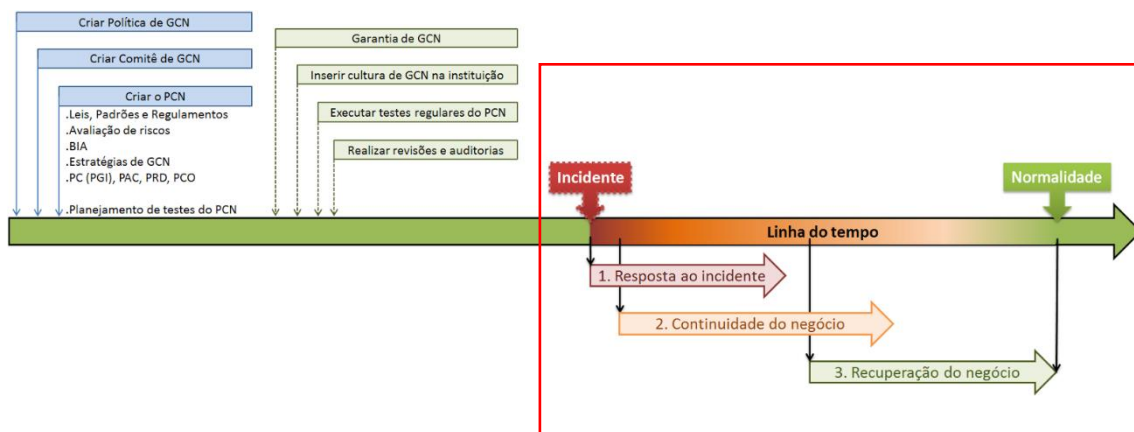 Criar Política de GCN
Criar Comitê de GCN
Criar o PCN
.Leis, Padrões e Regulamentos
.Avaliação de riscos
.BIA
.Estratégias de GCN
.PC (PGI), PAC, PRD, PCO
.Planejamento de testes do PCN
Garantia de GCN
Inserir cultura de GCN na instituição
Executar testes regulares do PCN
Realizar revisões e auditorias
Incidente
Normalidade
Linha do tempo
1. Resposta ao incidente
2. Continuidade do negócio
3. Recuperação do negócio